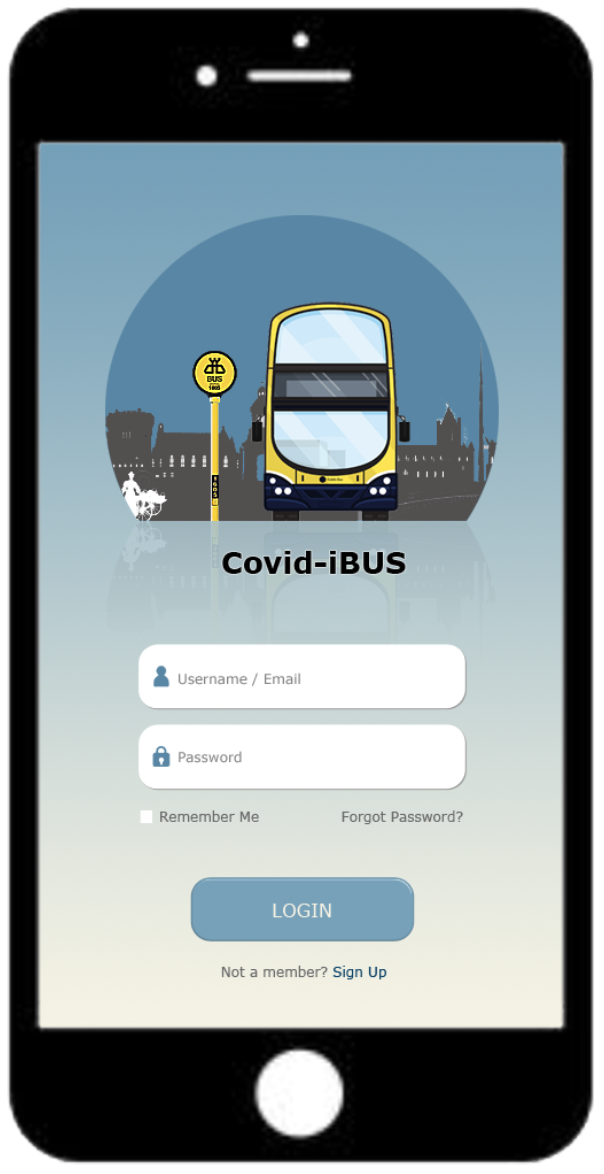 BUS
Covid-iBUS
Username / Email
Password
Remember Me
Forgot Password?
LOGIN
Not a member? Sign Up